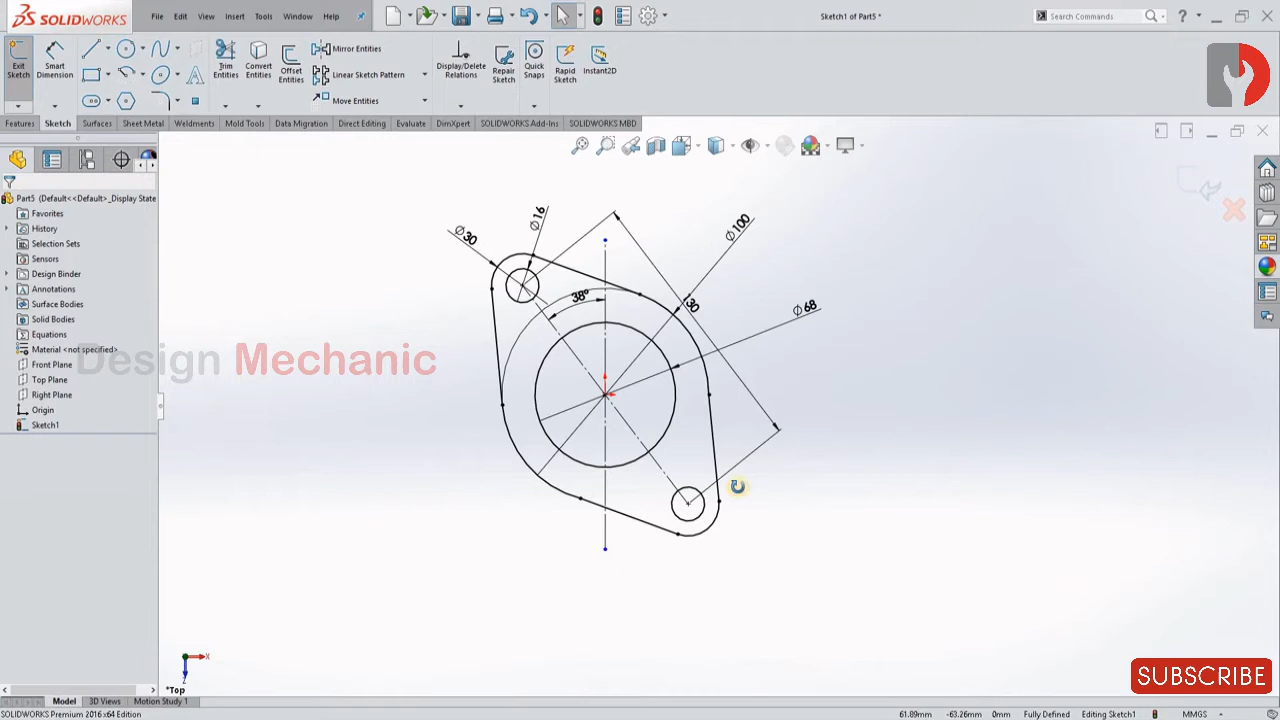 SOLIDWORKS File Edit View Insert Tools Window Help Sketch1 of Part5 * Search Commands ?
Exit Sketch Smart Dimension Trim Entities Convert Entities Offset Entities Mirror Entities Linear Sketch Pattern Move Entities Display/Delete Relations Repair Sketch Quick Snaps Rapid Sketch Instant2D
Features Sketch Surfaces Sheet Metal Weldments Mold Tools Data Migration Direct Editing Evaluate DimXpert SOLIDWORKS Add-Ins SOLIDWORKS MBD
Part5 (Default<<Default>_Display State
Favorites
History
Selection Sets
Sensors
Design Binder
Annotations
Surface Bodies
Solid Bodies
Equations
Material <not specified>
Front Plane
Top Plane
Right Plane
Origin
Sketch1
Design Mechanic
Ø30
Ø16
38°
Ø100
30
Ø68
X
Z
*Top
SUBSCRIBE
Model 3D Views Motion Study 1
SOLIDWORKS Premium 2016 x64 Edition 61.89mm -63.26mm 0mm Fully Defined Editing Sketch1 MMGS